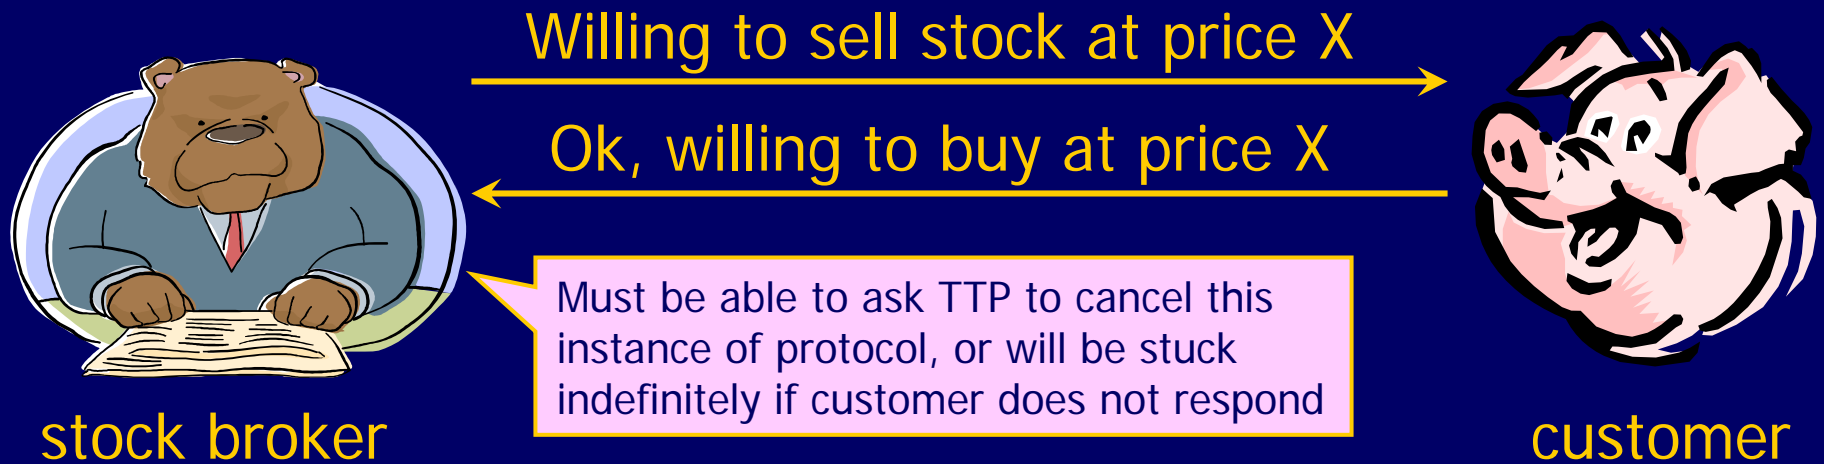 Willing to sell stock at price X
Ok, willing to buy at price X
Must be able to ask TTP to cancel this
instance of protocol, or will be stuck
indefinitely if customer does not respond
stock broker
customer